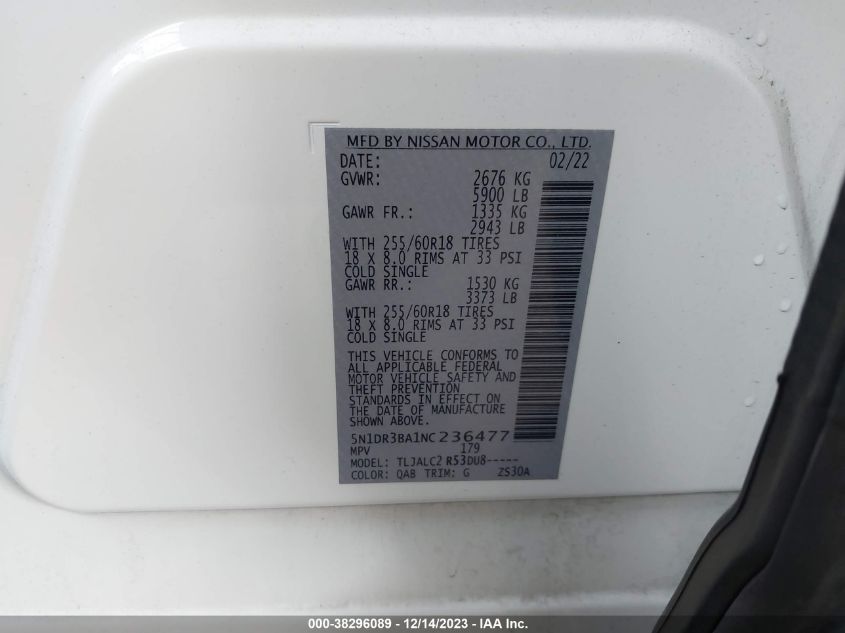 MFD BY NISSAN MOTOR CO., LTD.
DATE: 02/22
GVWR: 2676 KG
5900 LB
GAWR FR.: 1335 KG
2943 LB
WITH 255/60R18 TIRES
18 X 8.0 RIMS AT 33 PSI
COLD SINGLE
GAWR RR.: 1530 KG
3373 LB
WITH 255/60R18 TIRES
18 X 8.0 RIMS AT 33 PSI
COLD SINGLE
THIS VEHICLE CONFORMS TO
ALL APPLICABLE FEDERAL
MOTOR VEHICLE SAFETY AND
THEFT PREVENTION
STANDARDS IN EFFECT ON
THE DATE OF MANUFACTURE
SHOWN ABOVE.
5N1DR3BA1NC236477
MPV 179
MODEL: TLJALC2 R53DU8-----
COLOR: QAB TRIM: G ZS30A
000-38296089 - 12/14/2023 - IAA Inc.